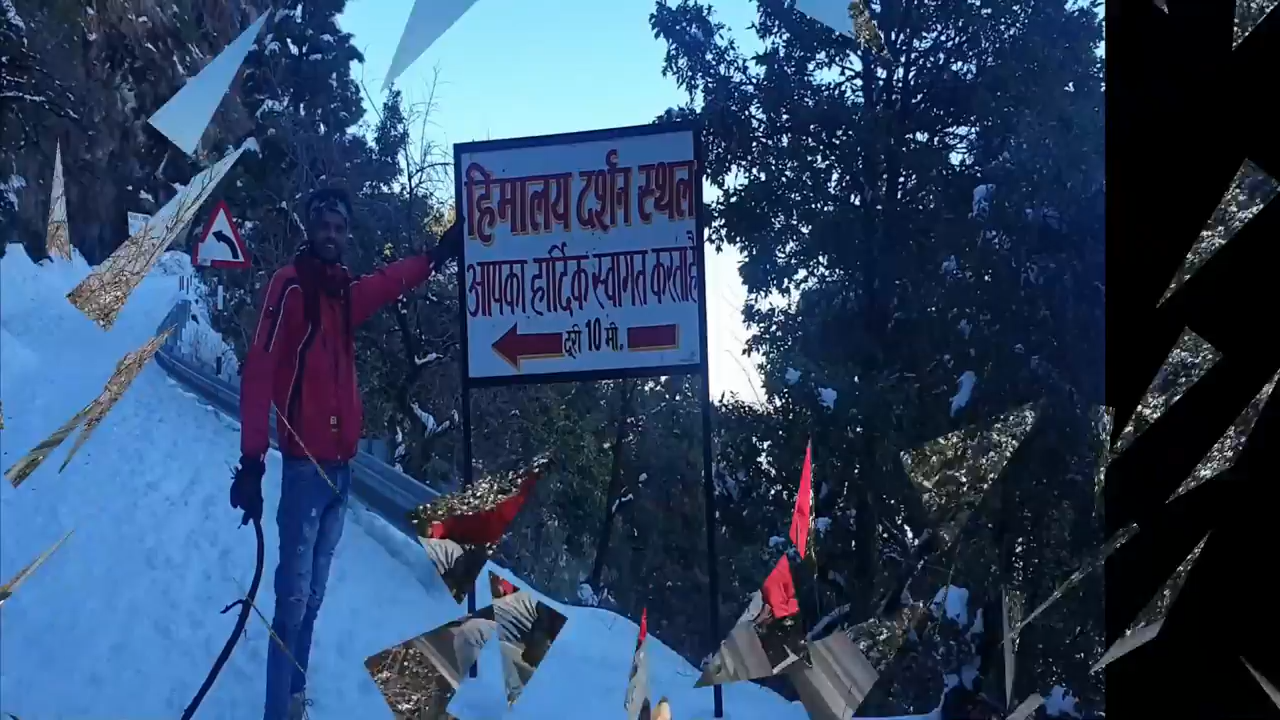 हिमालय दर्शन स्थल
आपका हार्दिक स्वागत करता है
दूरी 10 मी.